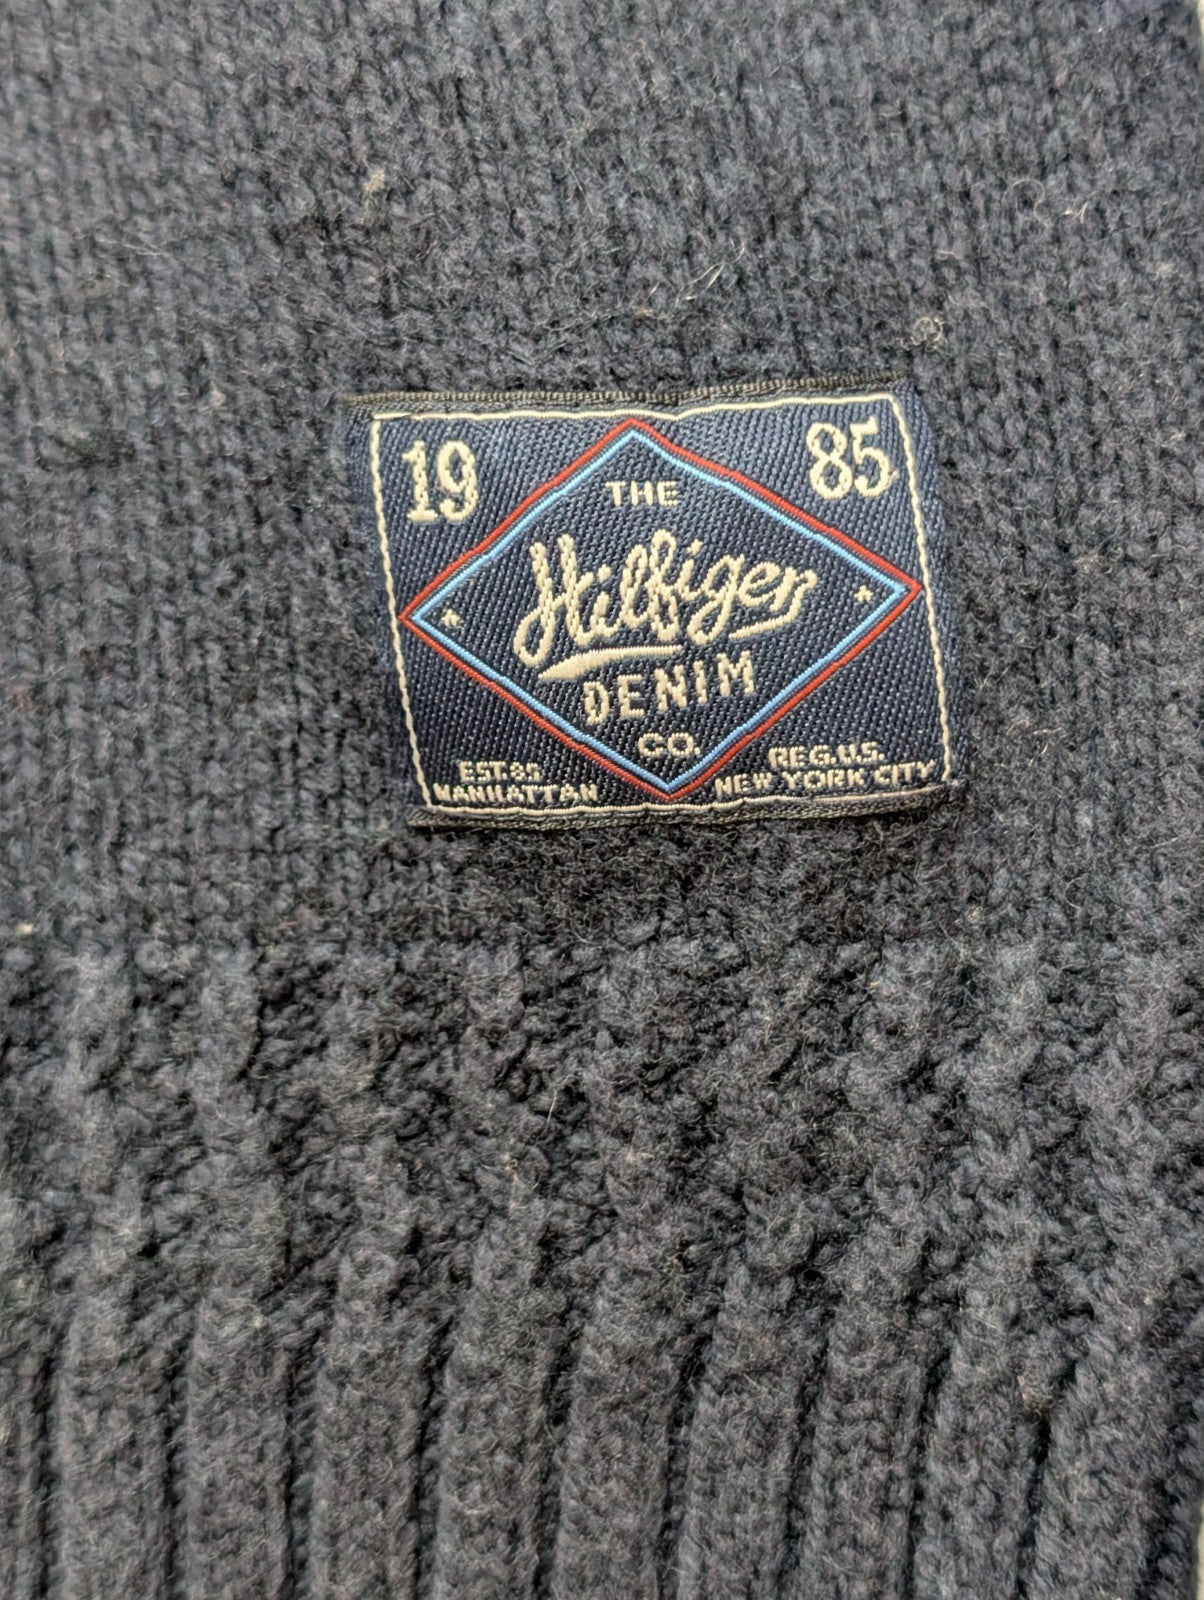 19 85
THE
Hilfiger
DENIM
CO.
EST.85
MANHATTAN
REG.U.S.
NEW YORK CITY